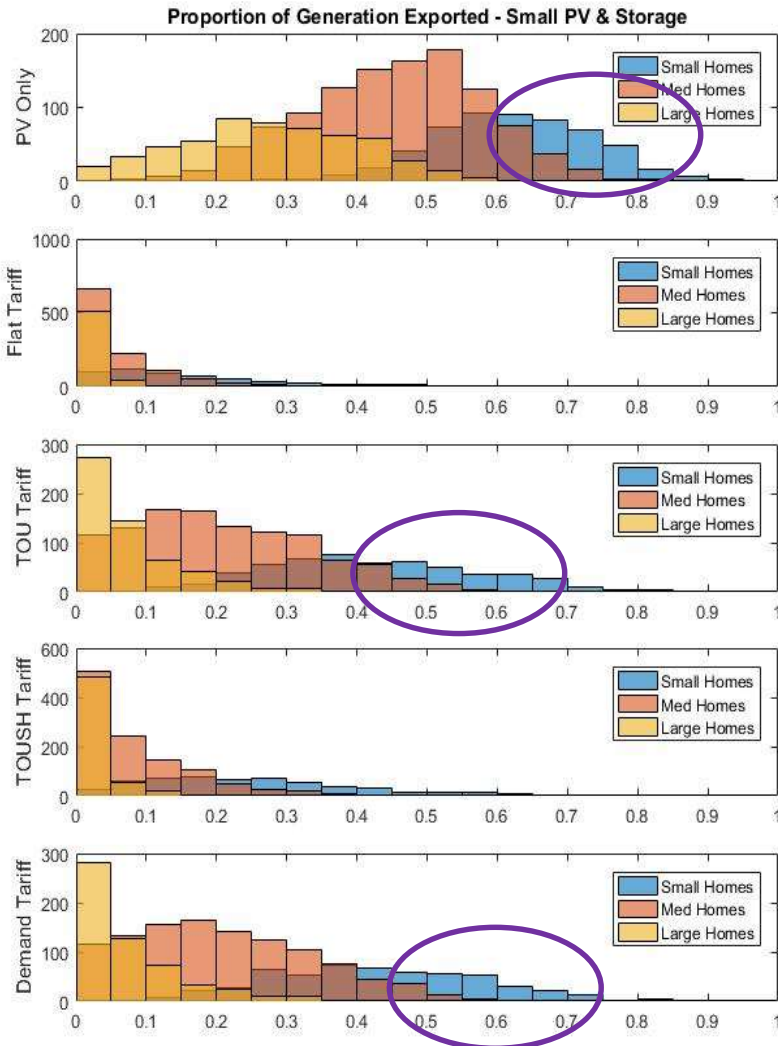 Proportion of Generation Exported - Small PV & Storage
PV Only
200
100
0
Small Homes
Med Homes
Large Homes
0 0.1 0.2 0.3 0.4 0.5 0.6 0.7 0.8 0.9 1
Flat Tariff
1000
500
0
Small Homes
Med Homes
Large Homes
0 0.1 0.2 0.3 0.4 0.5 0.6 0.7 0.8 0.9 1
TOU Tariff
300
200
100
0
Small Homes
Med Homes
Large Homes
0 0.1 0.2 0.3 0.4 0.5 0.6 0.7 0.8 0.9 1
TOUSH Tariff
600
400
200
0
Small Homes
Med Homes
Large Homes
0 0.1 0.2 0.3 0.4 0.5 0.6 0.7 0.8 0.9 1
Demand Tariff
300
200
100
0
Small Homes
Med Homes
Large Homes
0 0.1 0.2 0.3 0.4 0.5 0.6 0.7 0.8 0.9 1